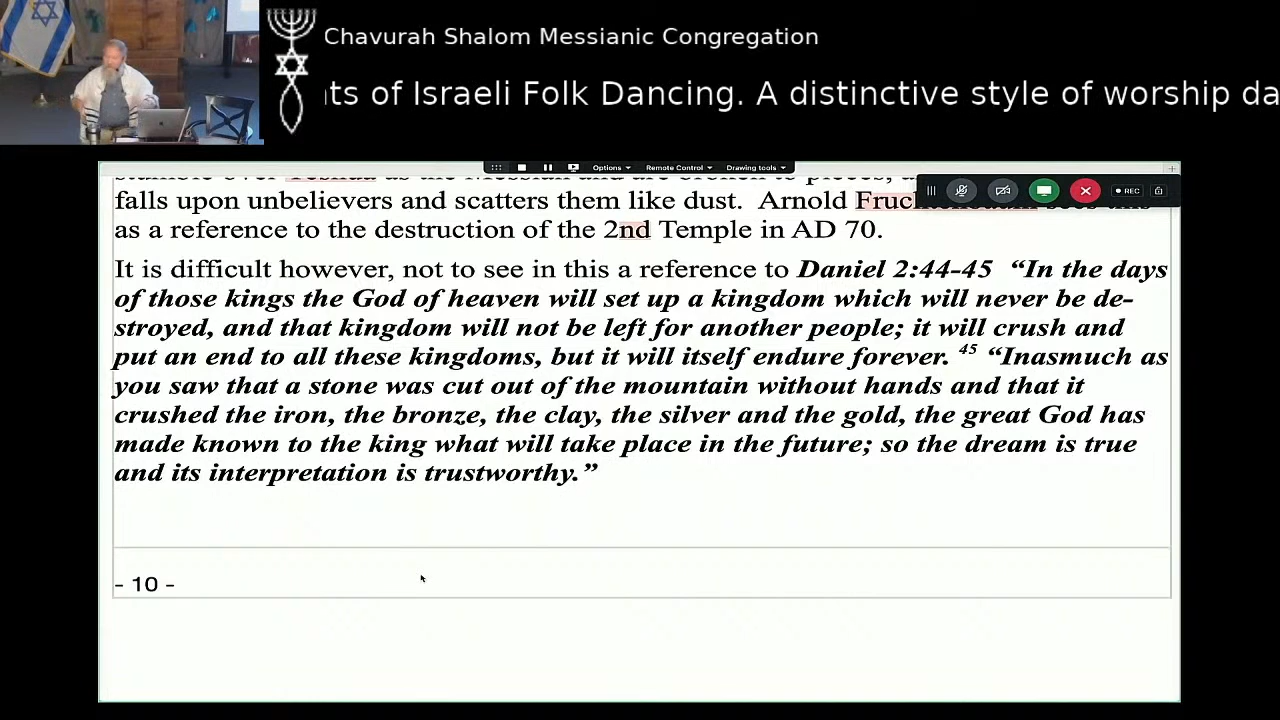 Chavurah Shalom Messianic Congregation
ts of Israeli Folk Dancing. A distinctive style of worship da
Options
Remote Control
Drawing tools
REC
falls upon unbelievers and scatters them like dust. Arnold
as a reference to the destruction of the 2nd Temple in AD 70.
It is difficult however, not to see in this a reference to Daniel 2:44-45 “In the days
of those kings the God of heaven will set up a kingdom which will never be de-
stroyed, and that kingdom will not be left for another people; it will crush and
put an end to all these kingdoms, but it will itself endure forever. 45 “Inasmuch as
you saw that a stone was cut out of the mountain without hands and that it
crushed the iron, the bronze, the clay, the silver and the gold, the great God has
made known to the king what will take place in the future; so the dream is true
and its interpretation is trustworthy.”
- 10 -